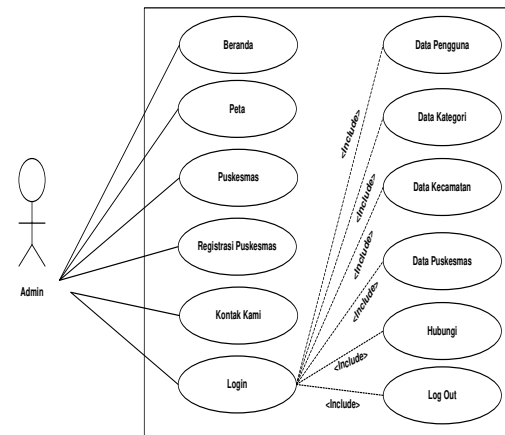 Beranda
Data Pengguna
Peta
Data Kategori
Puskesmas
Data Kecamatan
Registrasi Puskesmas
Data Puskesmas
Admin
Kontak Kami
Hubungi
Login
Log Out
<Include>
<Include>
<Include>
<Include>
<Include>
<Include>